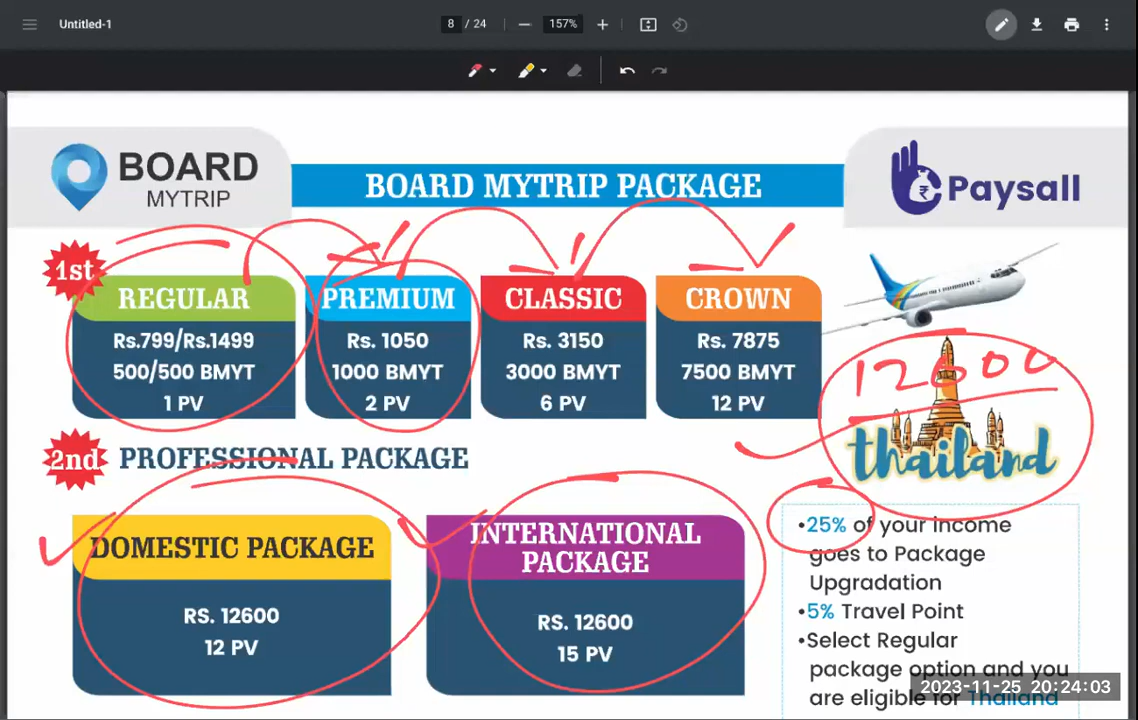 Untitled-1
8 / 24
157%
BOARD
MYTRIP
BOARD MYTRIP PACKAGE
Paysall
1st
REGULAR
Rs.799/Rs.1499
500/500 BMYT
1 PV
PREMIUM
Rs. 1050
1000 BMYT
2 PV
CLASSIC
Rs. 3150
3000 BMYT
6 PV
CROWN
Rs. 7875
7500 BMYT
12 PV
12600
thailand
2nd PROFESSIONAL PACKAGE
DOMESTIC PACKAGE
RS. 12600
12 PV
INTERNATIONAL
PACKAGE
RS. 12600
15 PV
•25% of your income
goes to Package
Upgradation
•5% Travel Point
•Select Regular
package option and you
are eligible for Thailand
2023-11-25 20:24:03